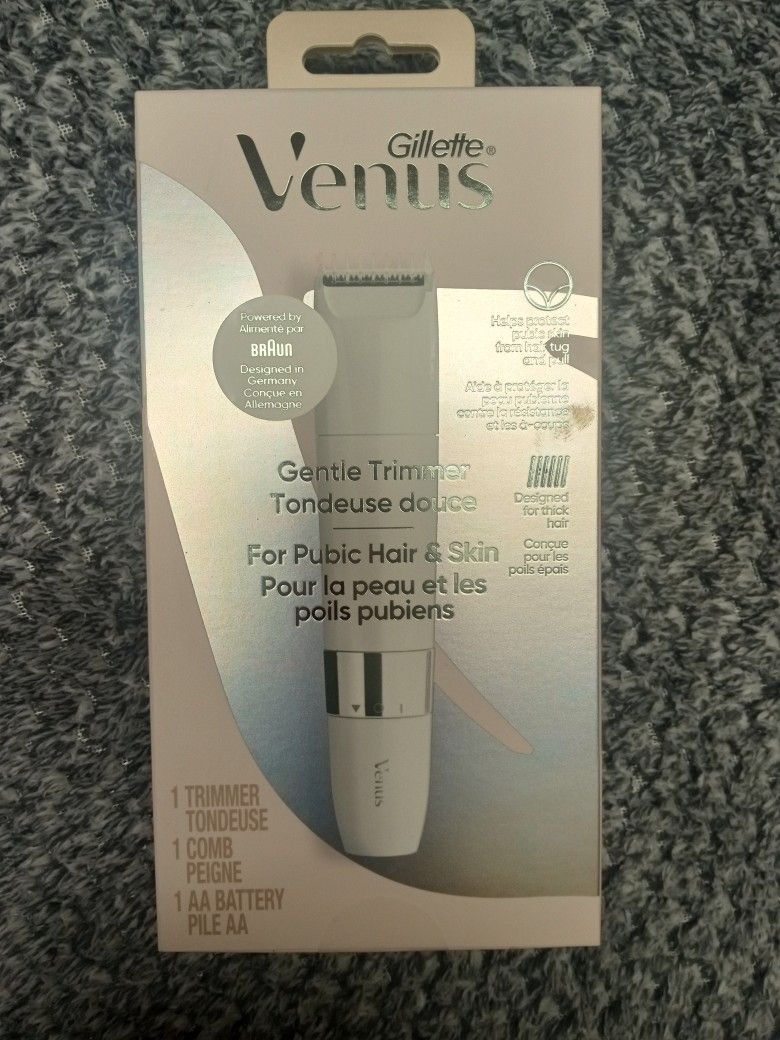 Gillette®
Venus
Powered by
Alimenté par
BRAUN
Designed in
Germany
Conçue en
Allemagne
Helps protect
pubic skin
from hair tug
and pull
Aide à protéger la
peau pubienne
contre la résistance
et les à-coups
Gentle Trimmer
Tondeuse douce
Designed
for thick
hair
Conçue
pour les
poils épais
For Pubic Hair & Skin
Pour la peau et les
poils pubiens
Venus
1 TRIMMER
TONDEUSE
1 COMB
PEIGNE
1 AA BATTERY
PILE AA